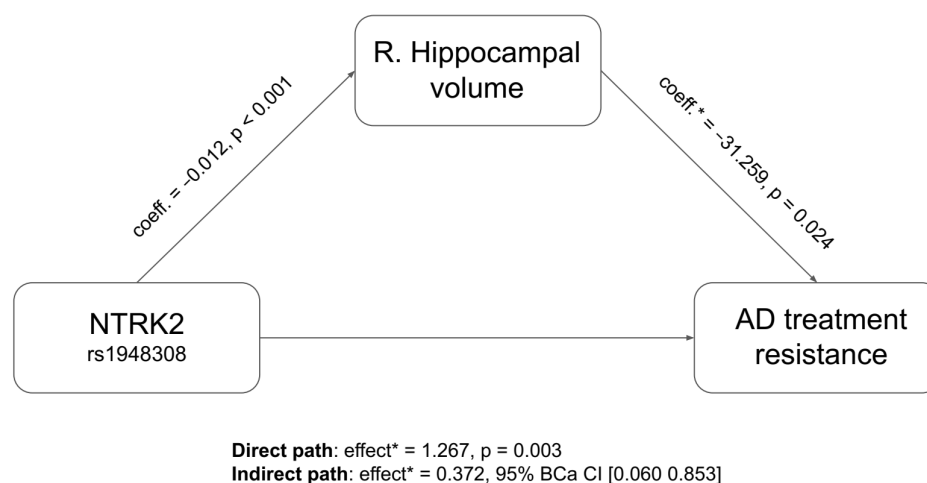 R. Hippocampal
volume
coeff. = −0.012, p < 0.001
coeff. * = −31.259, p = 0.024
NTRK2
rs1948308
AD treatment
resistance
Direct path: effect* = 1.267, p = 0.003
Indirect path: effect* = 0.372, 95% BCa CI [0.060 0.853]